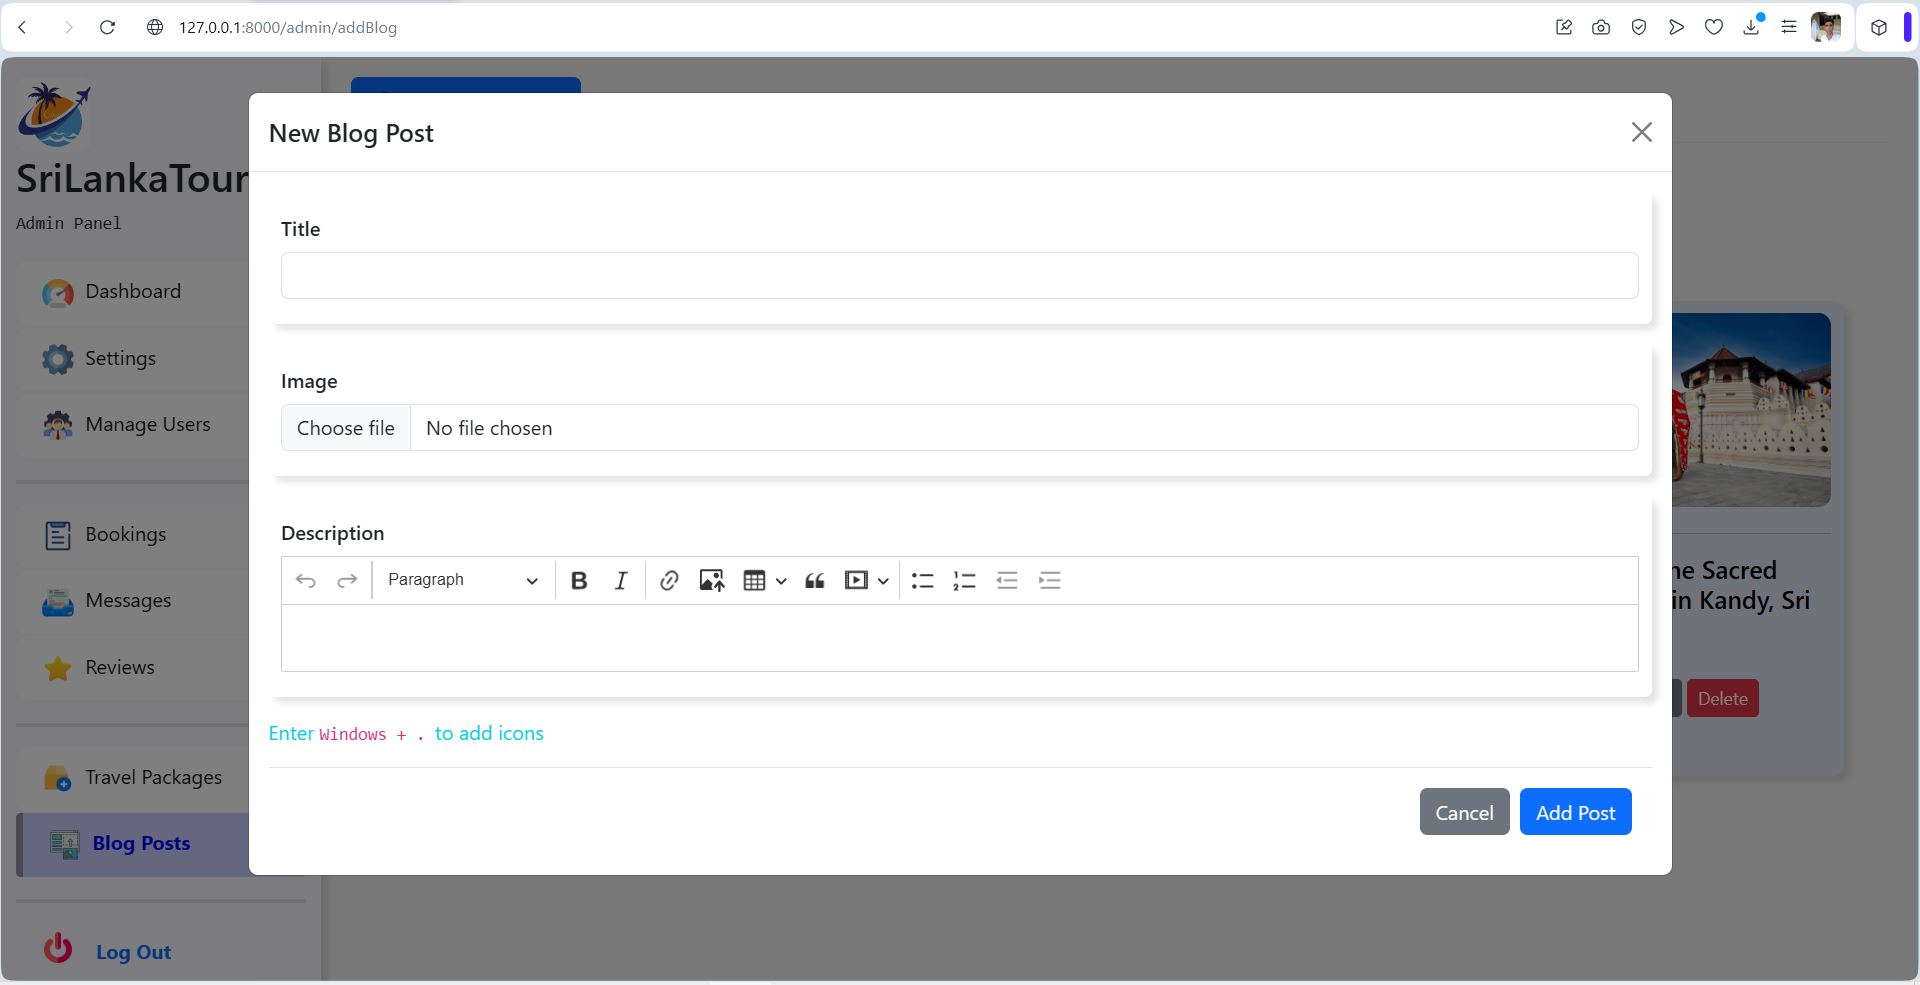 127.0.0.1:8000/admin/addBlog
SriLankaTour
Admin Panel
Dashboard
Settings
Manage Users
Bookings
Messages
Reviews
Travel Packages
Blog Posts
Log Out
New Blog Post
Title
Image
Choose file No file chosen
Description
Paragraph
Enter Windows + . to add icons
Cancel Add Post
Sacred
in Kandy, Sri
Delete